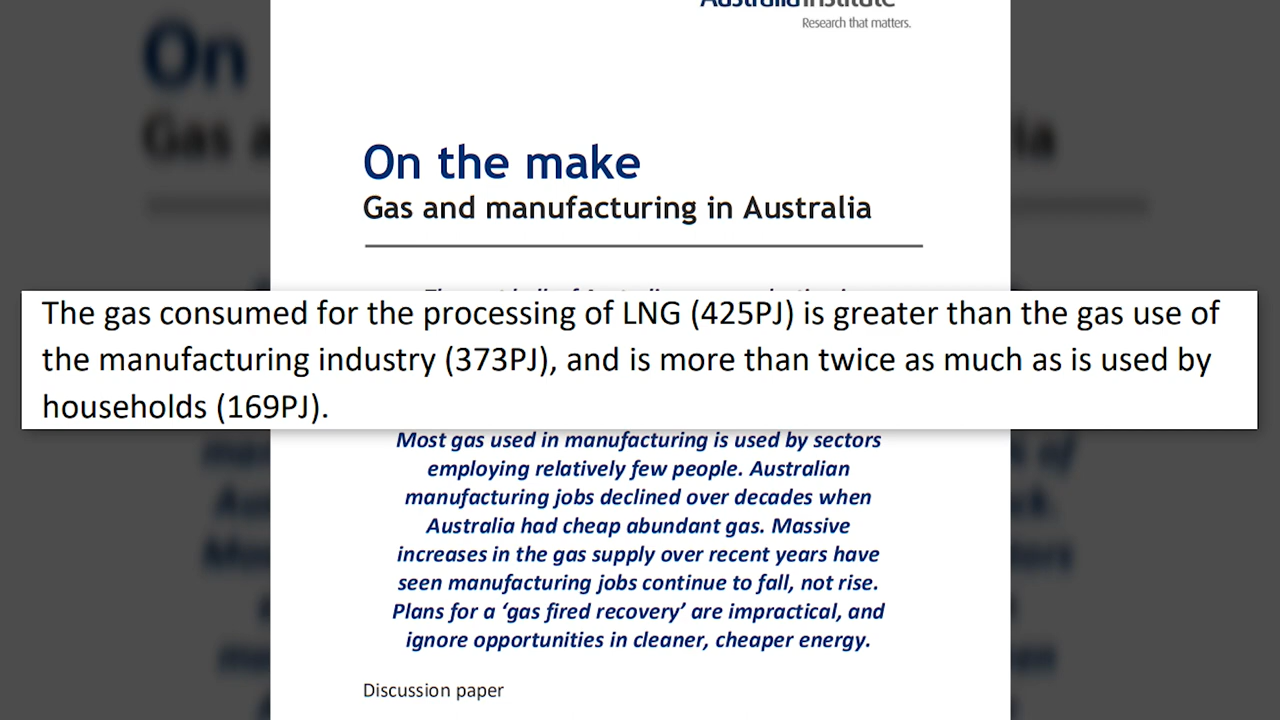 Research that matters.
On the make
Gas and manufacturing in Australia
The gas consumed for the processing of LNG (425PJ) is greater than the gas use of
the manufacturing industry (373PJ), and is more than twice as much as is used by
households (169PJ).
Most gas used in manufacturing is used by sectors
employing relatively few people. Australian
manufacturing jobs declined over decades when
Australia had cheap abundant gas. Massive
increases in the gas supply over recent years have
seen manufacturing jobs continue to fall, not rise.
Plans for a ‘gas fired recovery’ are impractical, and
ignore opportunities in cleaner, cheaper energy.
Discussion paper